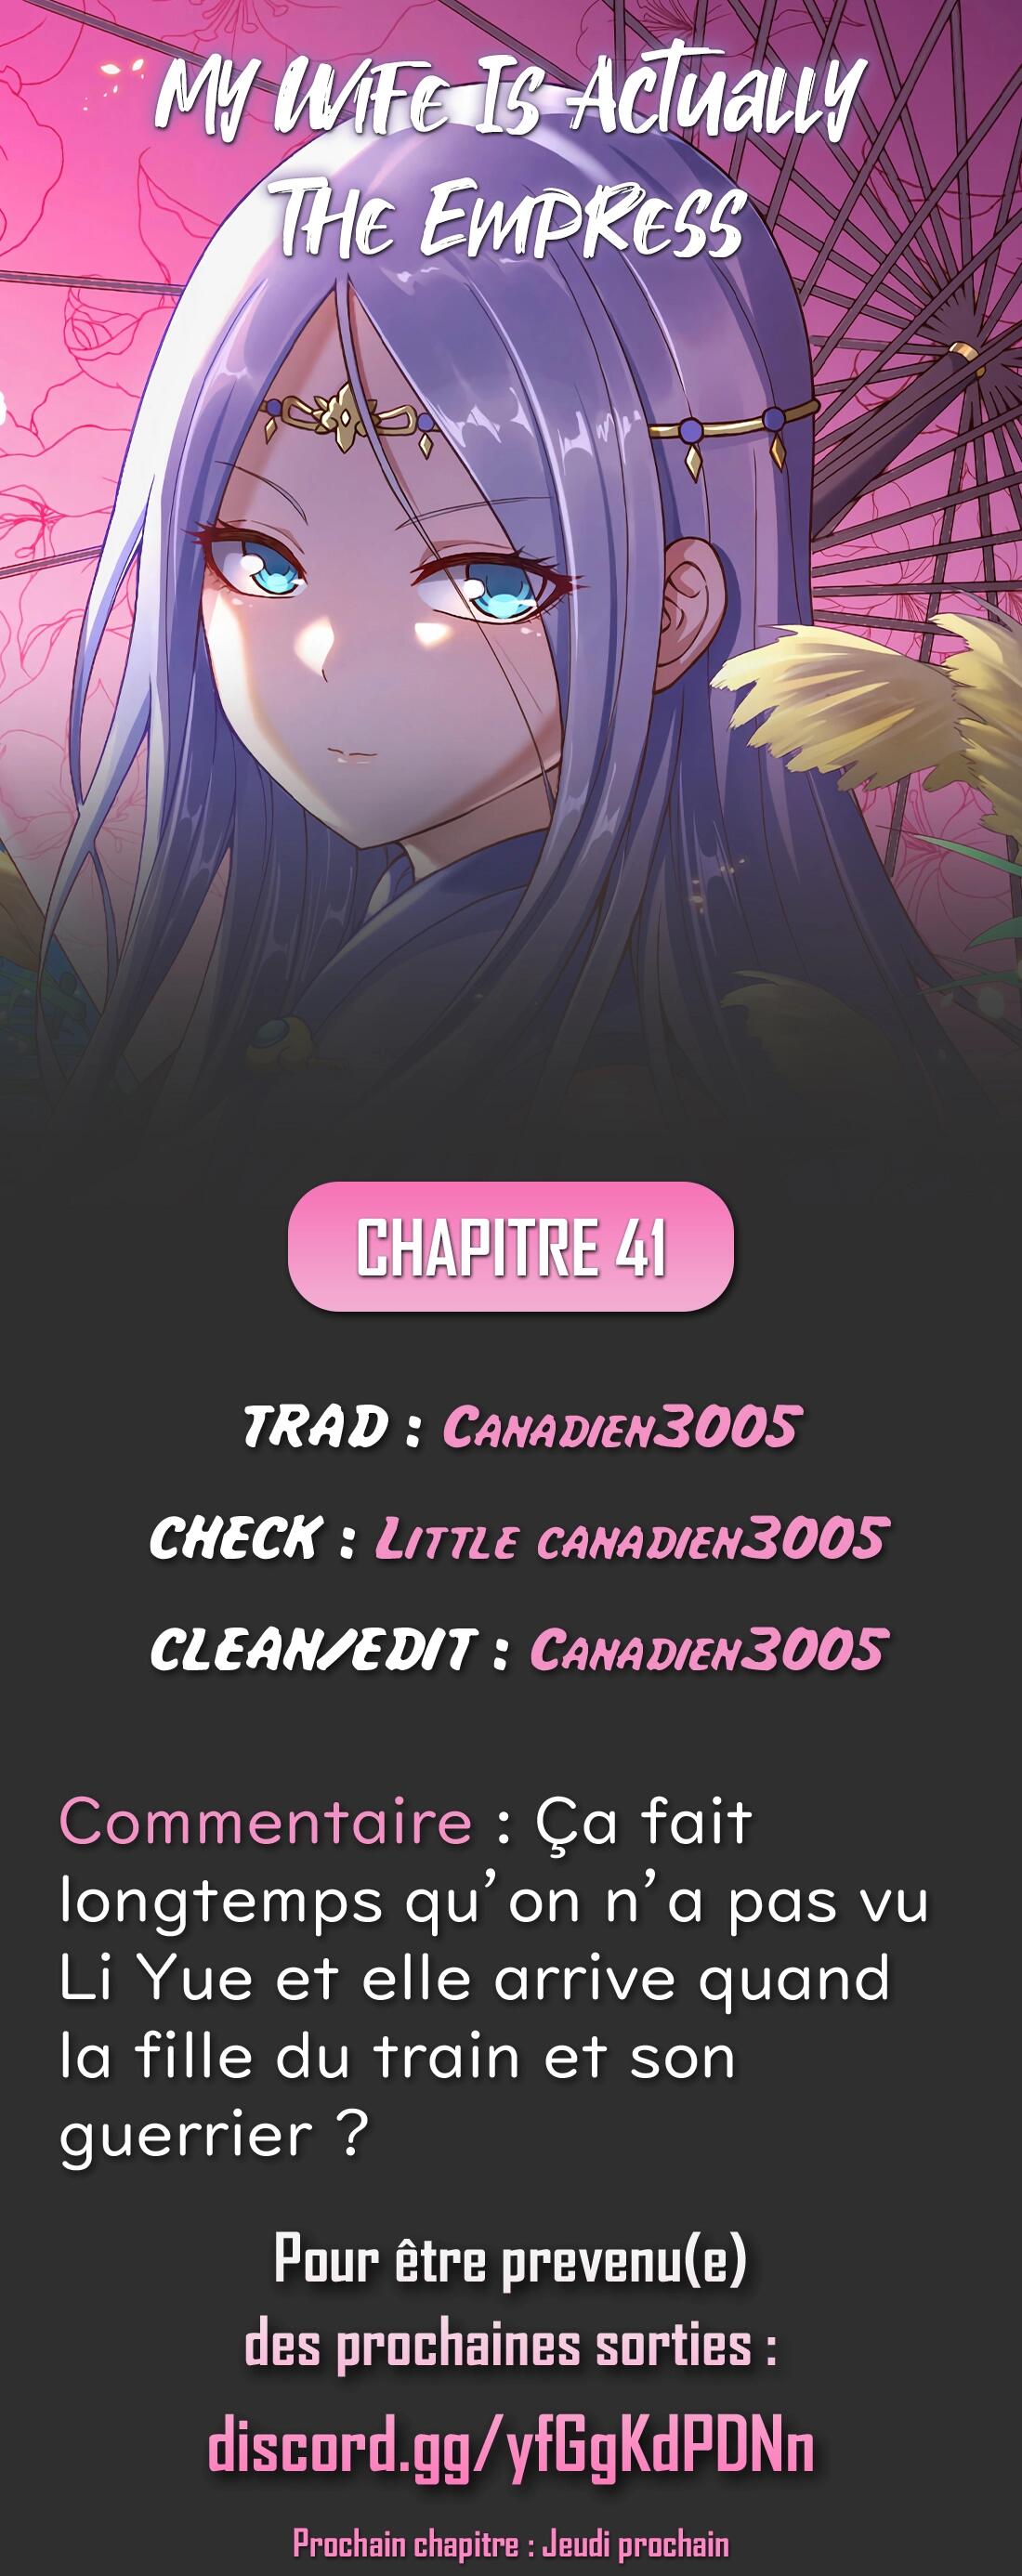 My Wife Is Actually
The Empress
CHAPITRE 41
TRAD : Canadien3005
CHECK : Little canadien3005
CLEAN/EDIT : Canadien3005
Commentaire : Ça fait
longtemps qu’on n’a pas vu
Li Yue et elle arrive quand
la fille du train et son
guerrier ?
Pour être prevenu(e)
des prochaines sorties :
discord.gg/yfGgKdPDNn
Prochain chapitre : Jeudi prochain